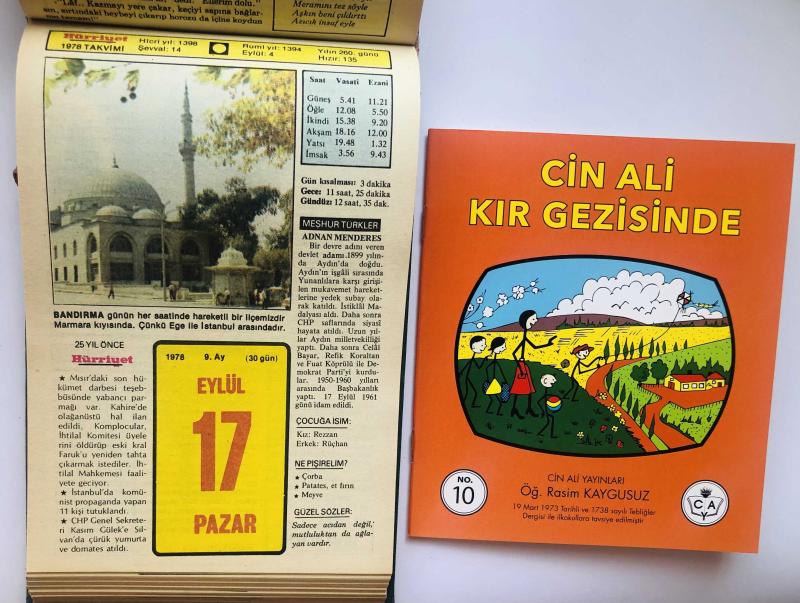 "Lâf.. Kazmayı yere çakar, keçiyi sapına bağlar-
sın, sırtındaki heybeyi çıkarıp horozu da içine koydun
Meramını tez söyle
Aşkın beni çıldırttı
Azıcık insaf eyle
Hürriyet
1978 TAKVİMİ
Hicrî yıl: 1398
Şevval: 14
Rumî yıl: 1394
Eylül: 4
Yılın 260. günü
Hızır: 135
Saat Vasatî Ezanî
Güneş 5.41 11.21
Öğle 12.08 5.50
İkindi 15.38 9.20
Akşam 18.16 12.00
Yatsı 19.48 1.32
İmsak 3.56 9.43
Gün kısalması: 3 dakika
Gece: 11 saat, 25 dakika
Gündüz: 12 saat, 35 dak.
BANDIRMA günün her saatinde hareketli bir ilçemizdir
Marmara kıyısında. Çünkü Ege ile İstanbul arasındadır.
25 YIL ÖNCE
Hürriyet
★ Mısır'daki son hü-
kümet darbesi teşeb-
büsünde yabancı par-
mağı var. Kahire'de
olağanüstü hal ilan
edildi, Komplocular,
İhtilal Komitesi üyele
rini öldürüp eski kral
Faruk'u yeniden tahta
çıkarmak istediler. İh-
tilal Mahkemesi faali-
yete geciyor.
★ İstanbul'da komü-
nist propaganda yapan
11 kişi tutuklandı.
★ CHP Genel Sekrete-
ri Kasım Gülek'e Sil-
van'da çürük yumurta
ve domates atıldı.
1978 9. Ay (30 gün)
EYLÜL
17
PAZAR
MEŞHUR TÜRKLER
ADNAN MENDERES
Bir devre adını veren
devlet adamı.1899 yılın-
da Aydın'da doğdu.
Aydın'ın işgali sırasında
Yunanlılara karşı girişi-
len mukavemet hareket-
lerine yedek subay ola-
rak katıldı. İstiklâl Ma-
dalyası aldı. Daha sonra
CHP saflarında siyasî
hayata atıldı. Uzun yıl-
lar Aydın milletvekilliği
yaptı. Daha sonra Celâl
Bayar, Refik Koraltan
ve Fuat Köprülü ile De-
mokrat Parti'yi kurdu-
lar. 1950-1960 yılları
arasında Başbakanlık
yaptı. 17 Eylül 1961
günü idam edildi.
ÇOCUĞA ISIM:
Kız: Rezzan
Erkek: Rûçhan
NE PİŞİRELİM?
★ Çorba
★ Patates, et fırın
★ Meyve
GÜZEL SÖZLER:
Sadece acıdan değil,
mutluluktan da ağla-
yan vardır.
CİN ALİ
KIR GEZİSİNDE
NO.
10
CİN ALİ YAYINLARI
Öğ. Rasim KAYGUSUZ
19 Mart 1973 Tarihli ve 1738 sayılı Tebliğler
Dergisi ile ilkokullara tavsiye edilmiştir
C A
Y